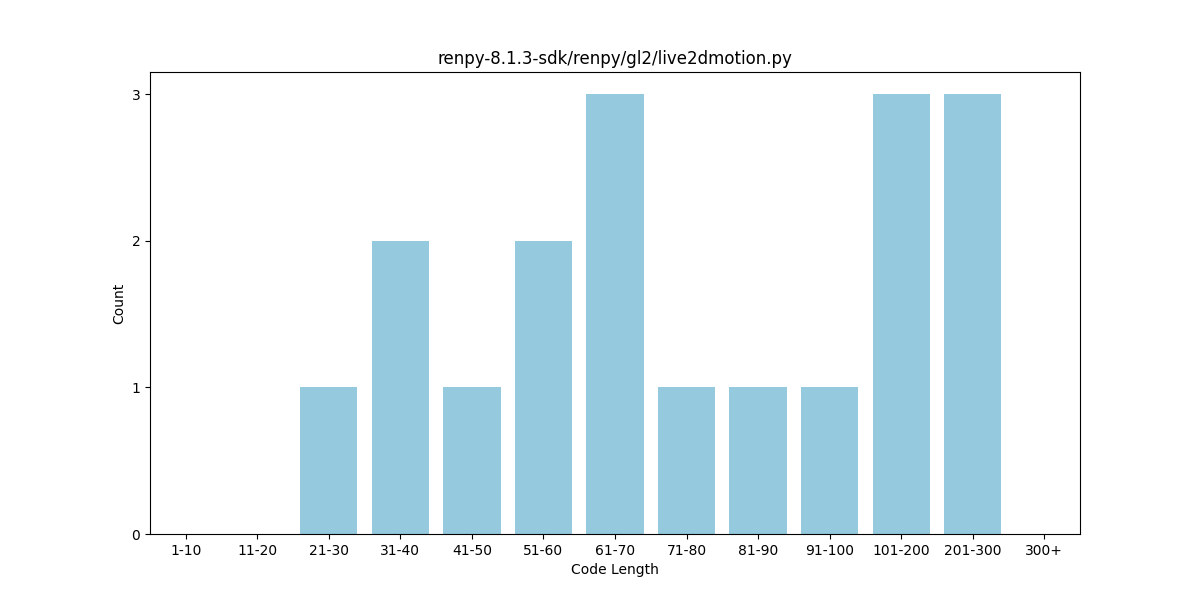 renpy-8.1.3-sdk/renpy/gl2/live2dmotion.py
3
2
1
0
Count
1-10 11-20 21-30 31-40 41-50 51-60 61-70 71-80 81-90 91-100 101-200 201-300 300+
Code Length